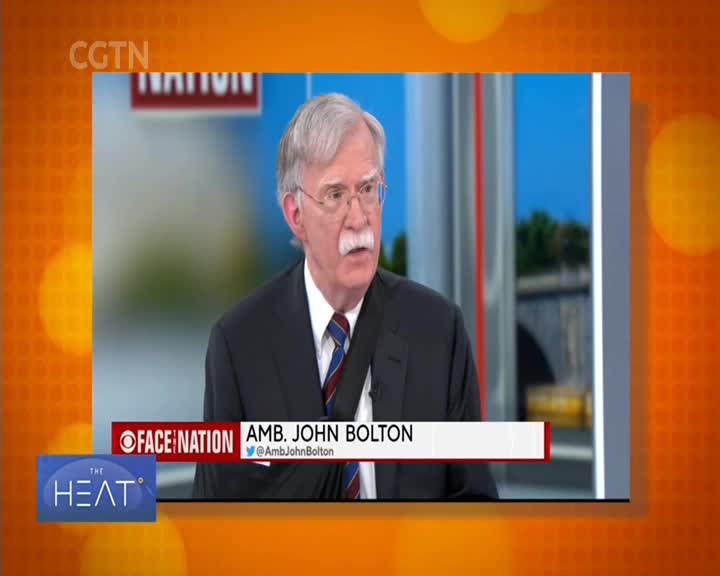 CGTN
NATION
FACE THE NATION
AMB. JOHN BOLTON
@AmbJohnBolton
THE
HEAT